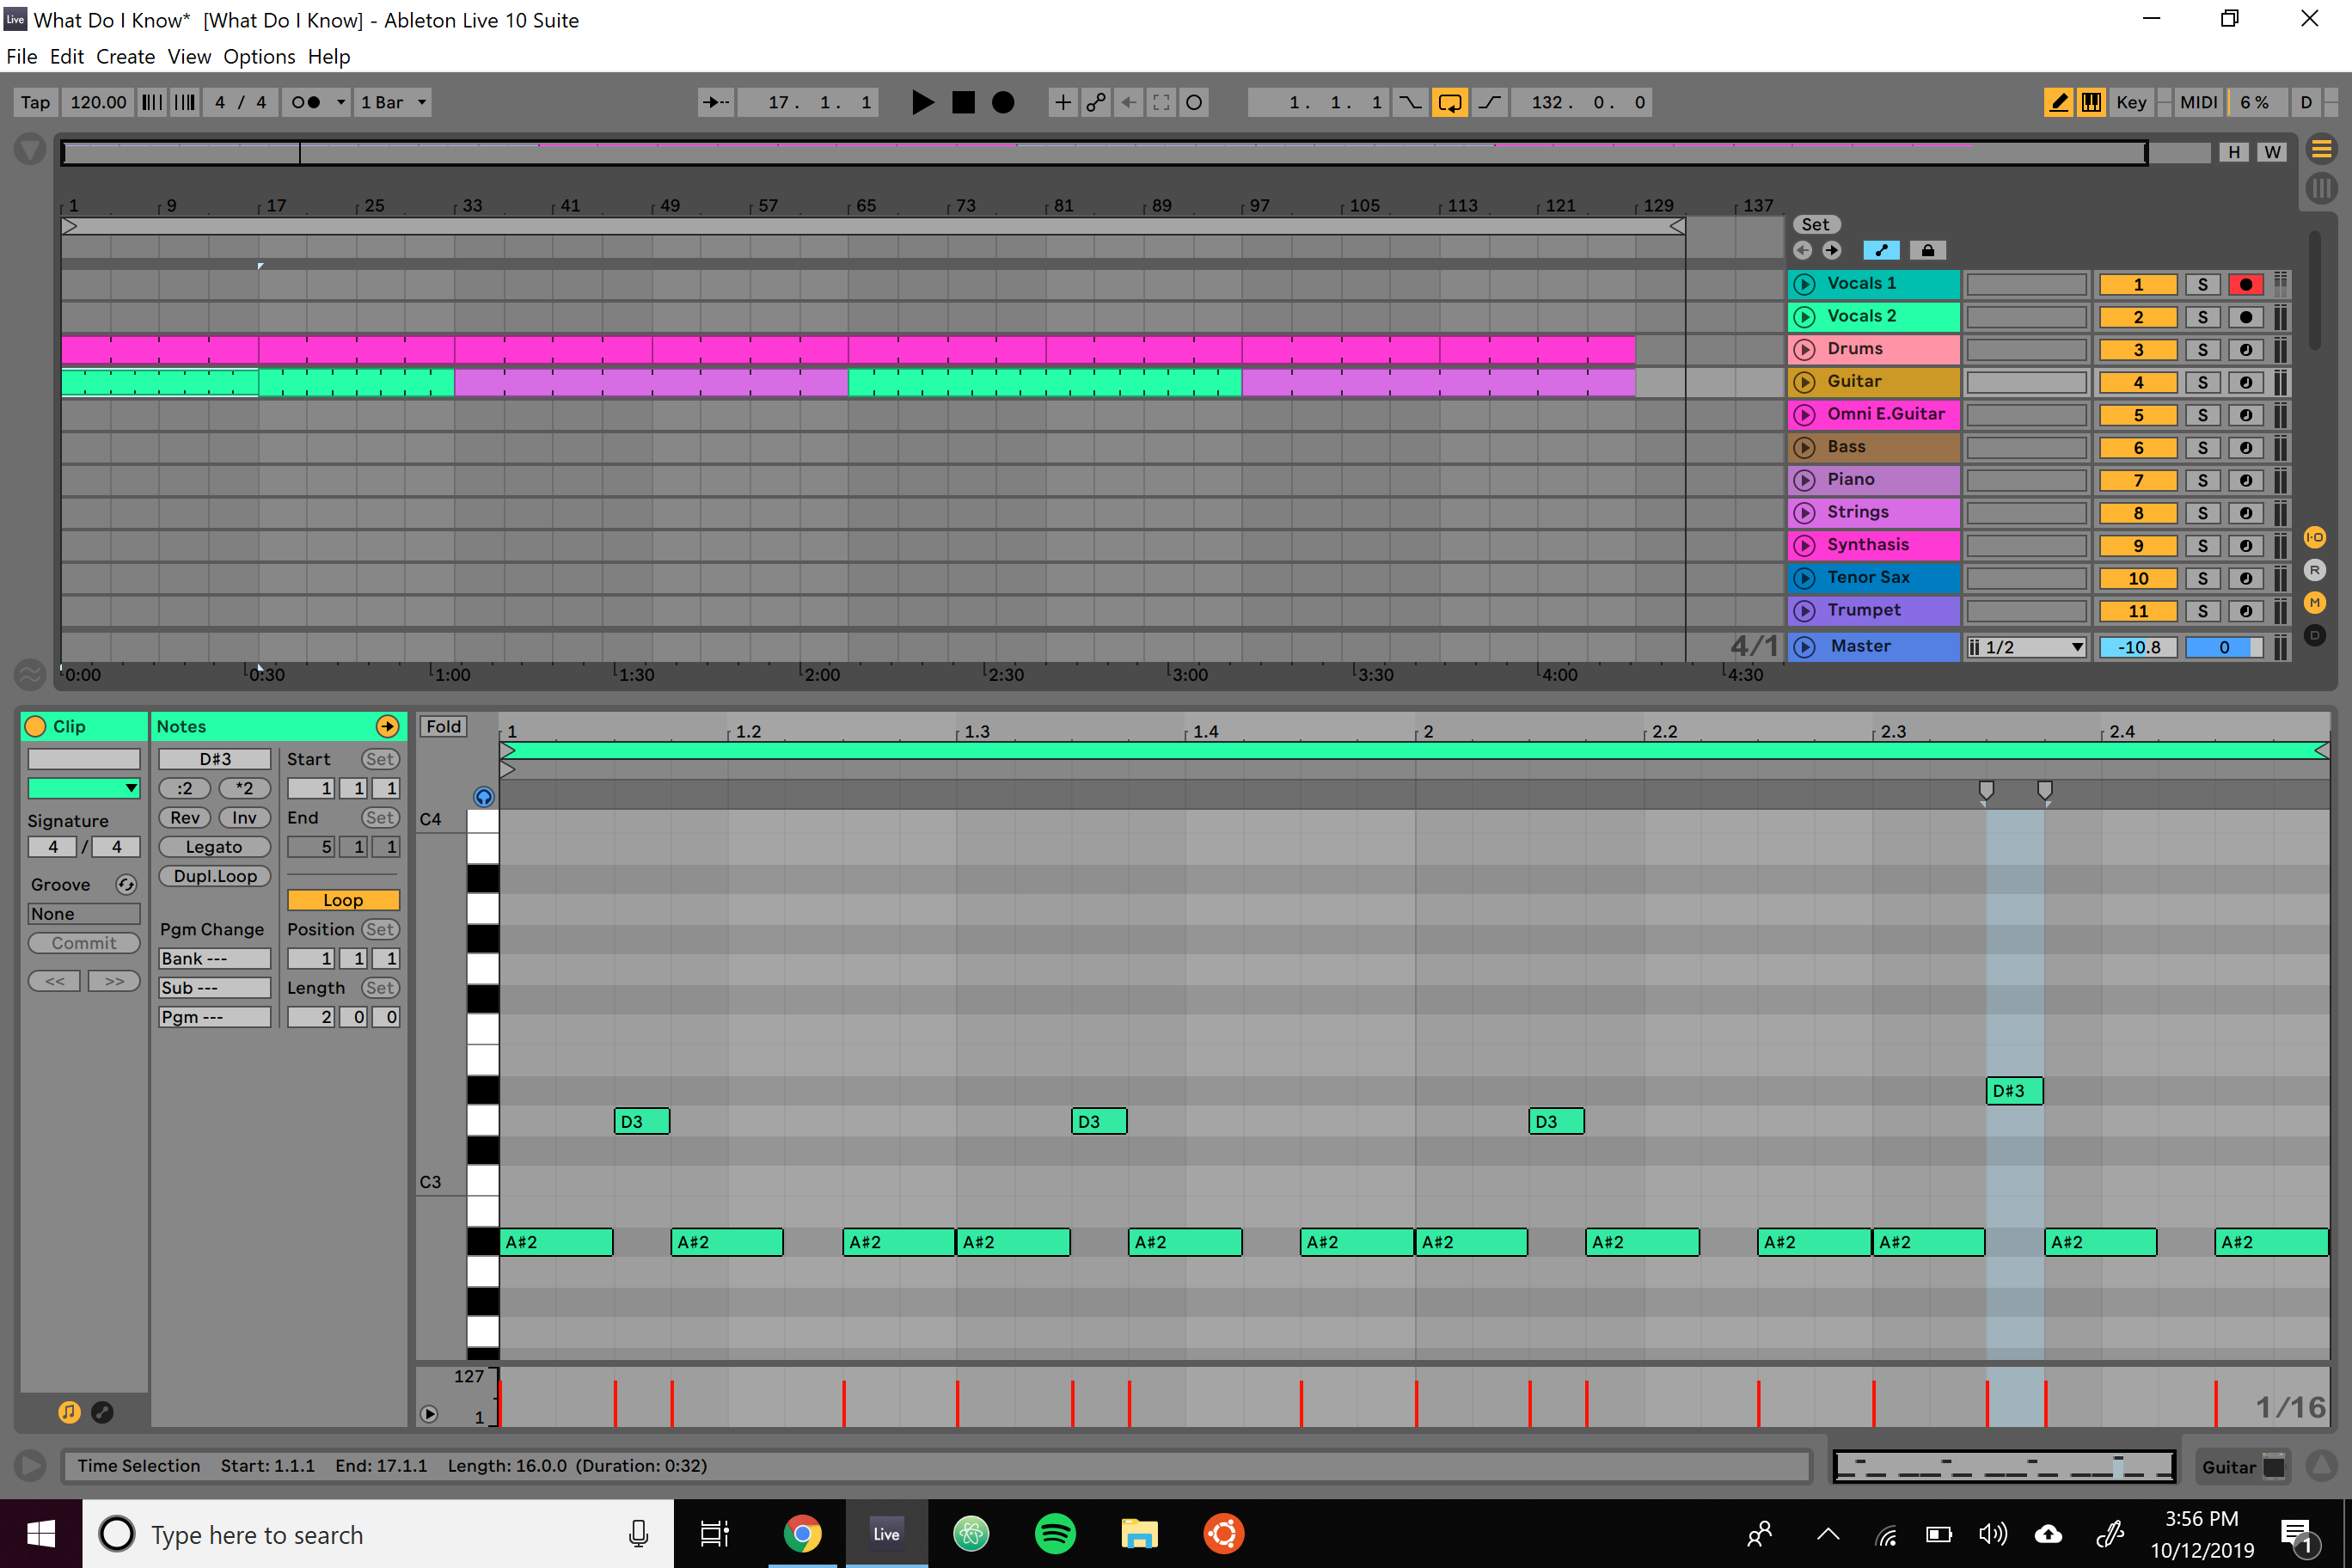 Live What Do I Know*  [What Do I Know] - Ableton Live 10 Suite
File Edit Create View Options Help
Tap 120.00 4 / 4 1 Bar 17. 1. 1 1. 1. 1 132. 0. 0 Key MIDI 6 % D
H W
1 9 17 25 33 41 49 57 65 73 81 89 97 105 113 121 129 137
Set
Vocals 1 1 S
Vocals 2 2 S
Drums 3 S
Guitar 4 S
Omni E.Guitar 5 S
Bass 6 S
Piano 7 S
Strings 8 S
Synthasis 9 S
Tenor Sax 10 S
Trumpet 11 S
4/1 Master 1/2 -10.8 0
I·O
R
M
D
0:00 0:30 1:00 1:30 2:00 2:30 3:00 3:30 4:00 4:30
Clip Notes Fold 1 1.2 1.3 1.4 2 2.2 2.3 2.4
D#3 Start Set
:2 *2 1 1 1
Rev Inv End Set
Signature
4 / 4 Legato 5 1 1
Dupl.Loop
Groove
Loop
None
Commit Pgm Change Position Set
Bank --- 1 1 1
<< >>
Sub --- Length Set
Pgm --- 2 0 0
C4
D#3
D3 D3 D3
C3
A#2 A#2 A#2 A#2 A#2 A#2 A#2 A#2 A#2 A#2 A#2 A#2
127
1 1/16
Time Selection Start: 1.1.1 End: 17.1.1 Length: 16.0.0 (Duration: 0:32) Guitar
Type here to search Live 3:56 PM
10/12/2019 1